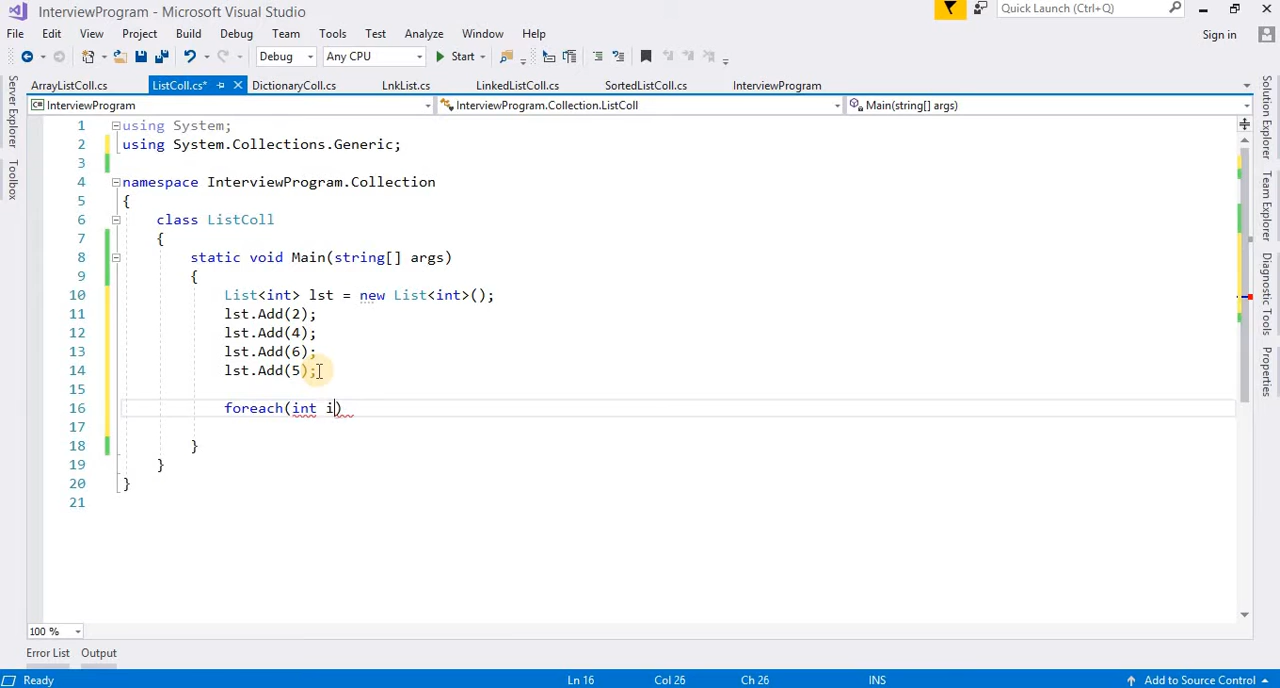 InterviewProgram - Microsoft Visual Studio
Quick Launch (Ctrl+Q)
File Edit View Project Build Debug Team Tools Test Analyze Window Help
Sign in
Debug Any CPU Start
ArrayListColl.cs ListColl.cs* DictionaryColl.cs LnkList.cs LinkedListColl.cs SortedListColl.cs InterviewProgram
InterviewProgram InterviewProgram.Collection.ListColl Main(string[] args)
Server Explorer
Toolbox
Solution Explorer
Team Explorer
Diagnostic Tools
Properties
1 using System;
2 using System.Collections.Generic;
3
4 namespace InterviewProgram.Collection
5 {
6 class ListColl
7 {
8 static void Main(string[] args)
9 {
10 List<int> lst = new List<int>();
11 lst.Add(2);
12 lst.Add(4);
13 lst.Add(6);
14 lst.Add(5);
15
16 foreach(int i)
17
18 }
19 }
20 }
21
100 %
Error List Output
Ready Ln 16 Col 26 Ch 26 INS Add to Source Control